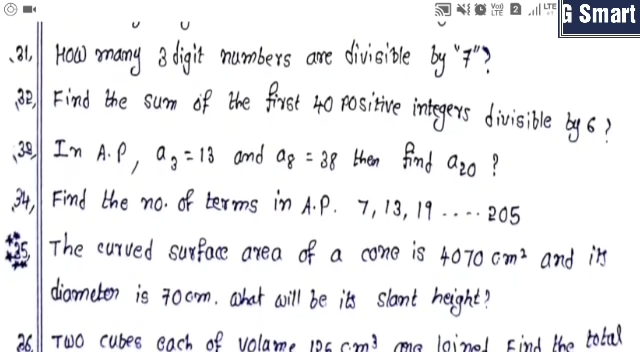 G Smart
31, How many 3 digit numbers are divisible by "7"?
32, Find the sum of the first 40 positive integers divisible by 6?
33, In A.P, a₃ = 13 and a₈ = 38 then find a₂₀ ?
34, Find the no. of terms in A.P. 7, 13, 19 .... 205
35, The curved surface area of a cone is 4070 cm² and its
diameter is 70cm. What will be its slant height?
36, Two cubes each of volume 125 cm³ are joined Find the total